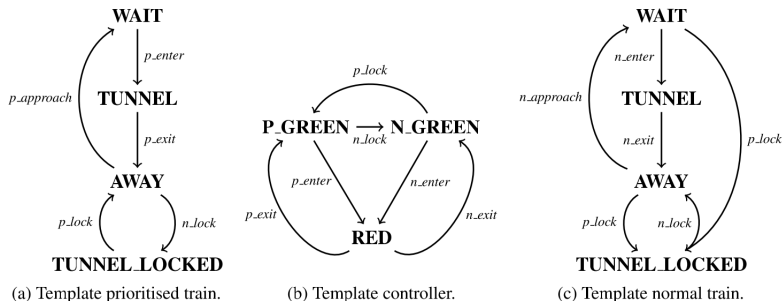 WAIT
p_enter
p_approach
TUNNEL
p_exit
AWAY
p_lock
n_lock
TUNNEL_LOCKED
(a) Template prioritised train.
p_lock
P_GREEN
N_GREEN
n_lock
p_enter
n_enter
p_exit
n_exit
RED
(b) Template controller.
WAIT
n_enter
n_approach
TUNNEL
p_lock
n_exit
AWAY
p_lock
n_lock
TUNNEL_LOCKED
(c) Template normal train.